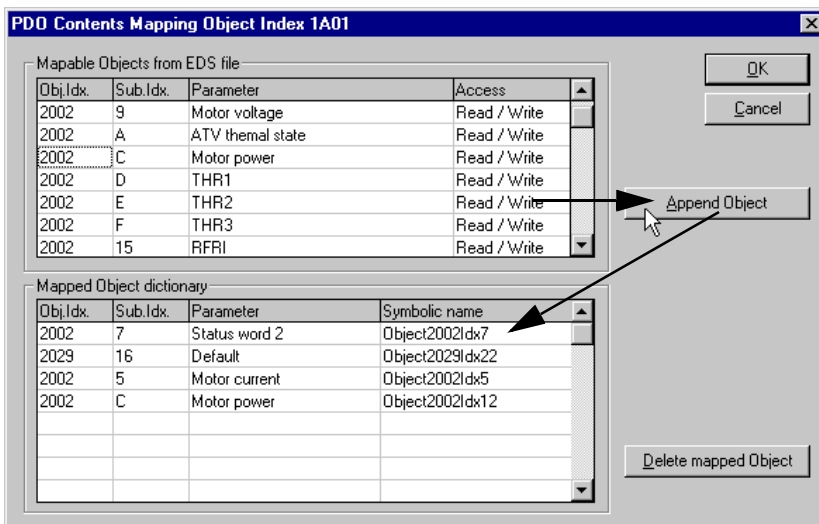 PDO Contents Mapping Object Index 1A01
Mapable Objects from EDS file
Obj.Idx. Sub.Idx. Parameter Access
2002 9 Motor voltage Read / Write
2002 A ATV themal state Read / Write
2002 C Motor power Read / Write
2002 D THR1 Read / Write
2002 E THR2 Read / Write
2002 F THR3 Read / Write
2002 15 RFRI Read / Write
OK
Cancel
Append Object
Mapped Object dictionary
Obj.Idx. Sub.Idx. Parameter Symbolic name
2002 7 Status word 2 Object2002Idx7
2029 16 Default Object2029Idx22
2002 5 Motor current Object2002Idx5
2002 C Motor power Object2002Idx12
Delete mapped Object